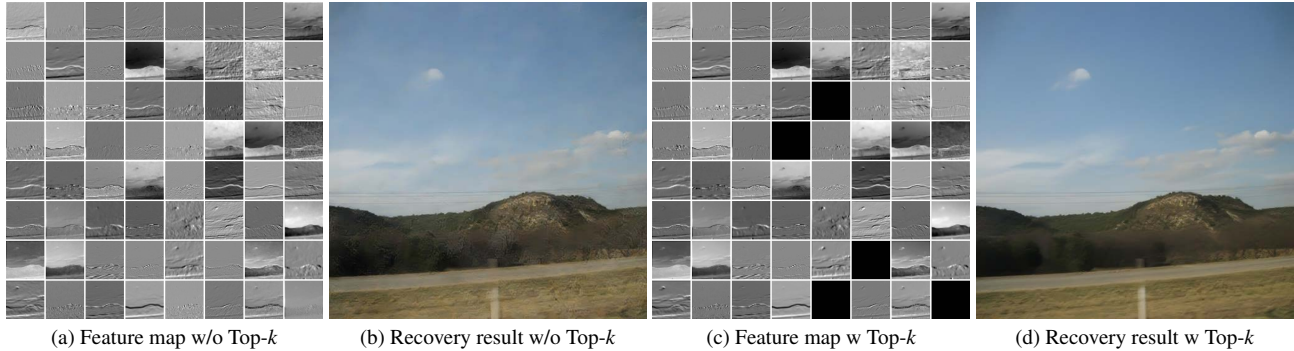 (a) Feature map w/o Top-k
(b) Recovery result w/o Top-k
(c) Feature map w Top-k
(d) Recovery result w Top-k